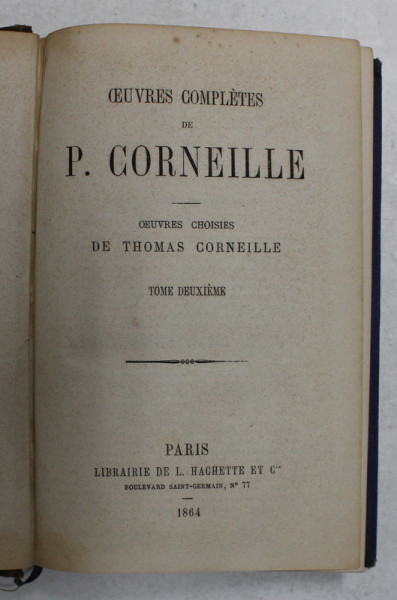 ŒUVRES COMPLÈTES
DE
P. CORNEILLE
ŒUVRES CHOISIES
DE THOMAS CORNEILLE
TOME DEUXIÈME
PARIS
LIBRAIRIE DE L. HACHETTE ET Cie
BOULEVARD SAINT-GERMAIN, N° 77
1864